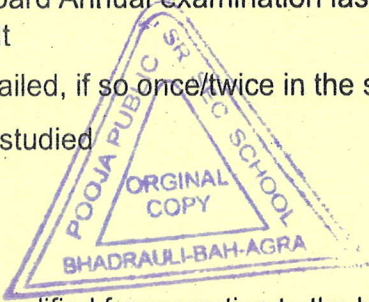 oard Annual examination las
t
ailed, if so once/twice in the s
studied
POOJA PUBLIC SR. SEC SCHOOL
ORGINAL
COPY
BHADRAULI-BAH-AGRA